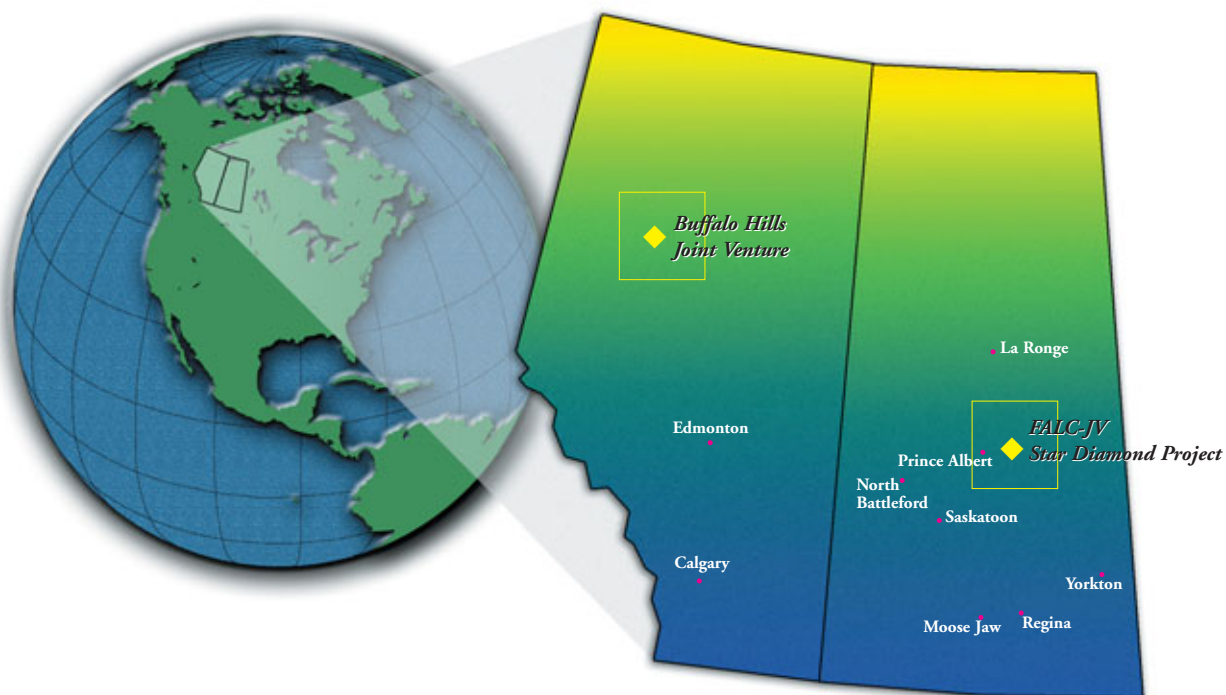 Buffalo Hills
Joint Venture
La Ronge
FALC-JV
Star Diamond Project
Edmonton
Prince Albert
North
Battleford
Saskatoon
Calgary
Yorkton
Moose Jaw
Regina